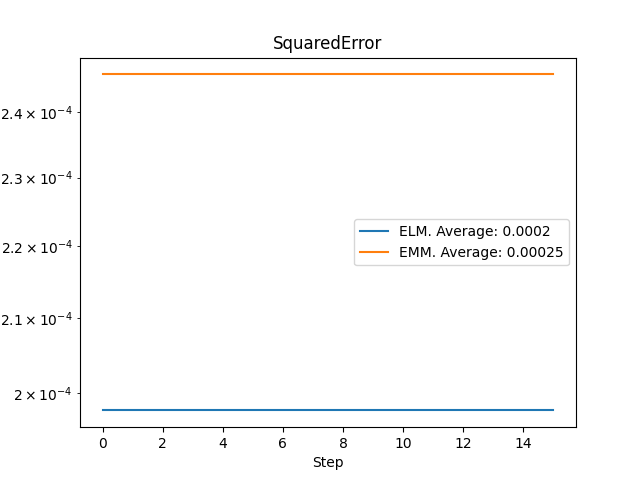 SquaredError
2.4 × 10⁻⁴
2.3 × 10⁻⁴
2.2 × 10⁻⁴
2.1 × 10⁻⁴
2 × 10⁻⁴
ELM. Average: 0.0002
EMM. Average: 0.00025
0 2 4 6 8 10 12 14
Step